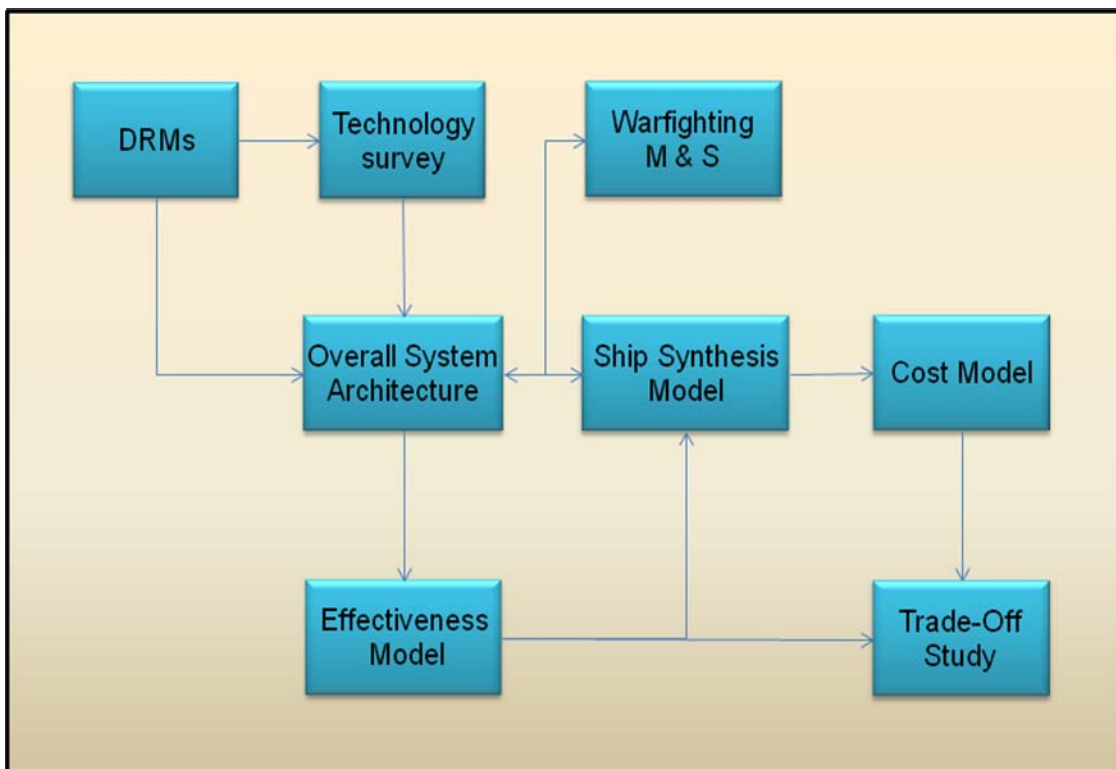 DRMs
Technology
survey
Warfighting
M & S
Overall System
Architecture
Ship Synthesis
Model
Cost Model
Effectiveness
Model
Trade-Off
Study